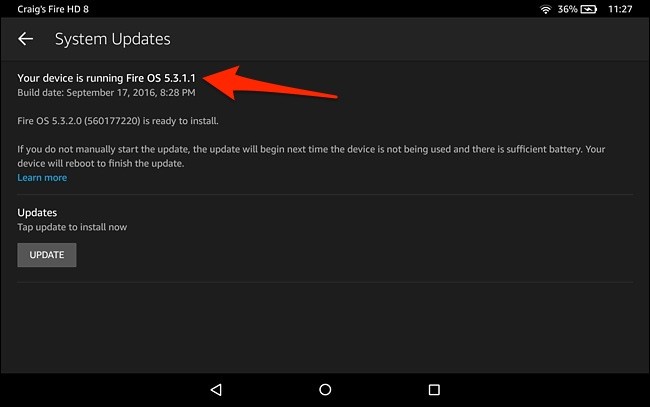 Craig's Fire HD 8 36% 11:27
System Updates
Your device is running Fire OS 5.3.1.1
Build date: September 17, 2016, 8:28 PM
Fire OS 5.3.2.0 (560177220) is ready to install.
If you do not manually start the update, the update will begin next time the device is not being used and there is sufficient battery. Your
device will reboot to finish the update.
Learn more
Updates
Tap update to install now
UPDATE